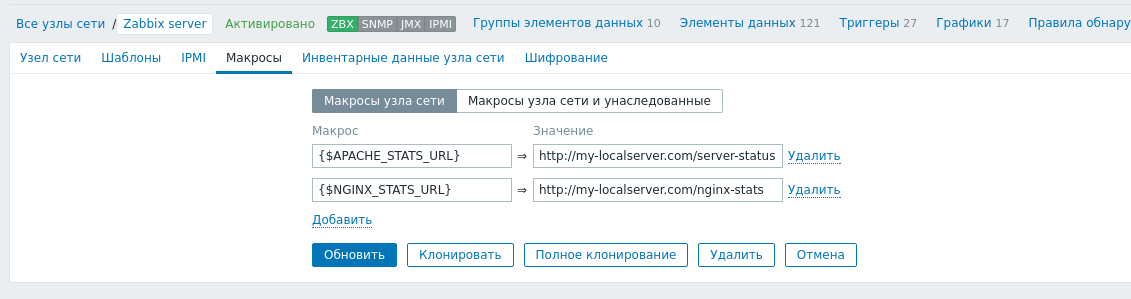 Все узлы сети / Zabbix server Активировано ZBX SNMP JMX IPMI Группы элементов данных 10 Элементы данных 121 Триггеры 27 Графики 17 Правила обнару
Узел сети Шаблоны IPMI Макросы Инвентарные данные узла сети Шифрование
Макросы узла сети Макросы узла сети и унаследованные
Макрос Значение
{$APACHE_STATS_URL} ⇒ http://my-localserver.com/server-status Удалить
{$NGINX_STATS_URL} ⇒ http://my-localserver.com/nginx-stats Удалить
Добавить
Обновить Клонировать Полное клонирование Удалить Отмена